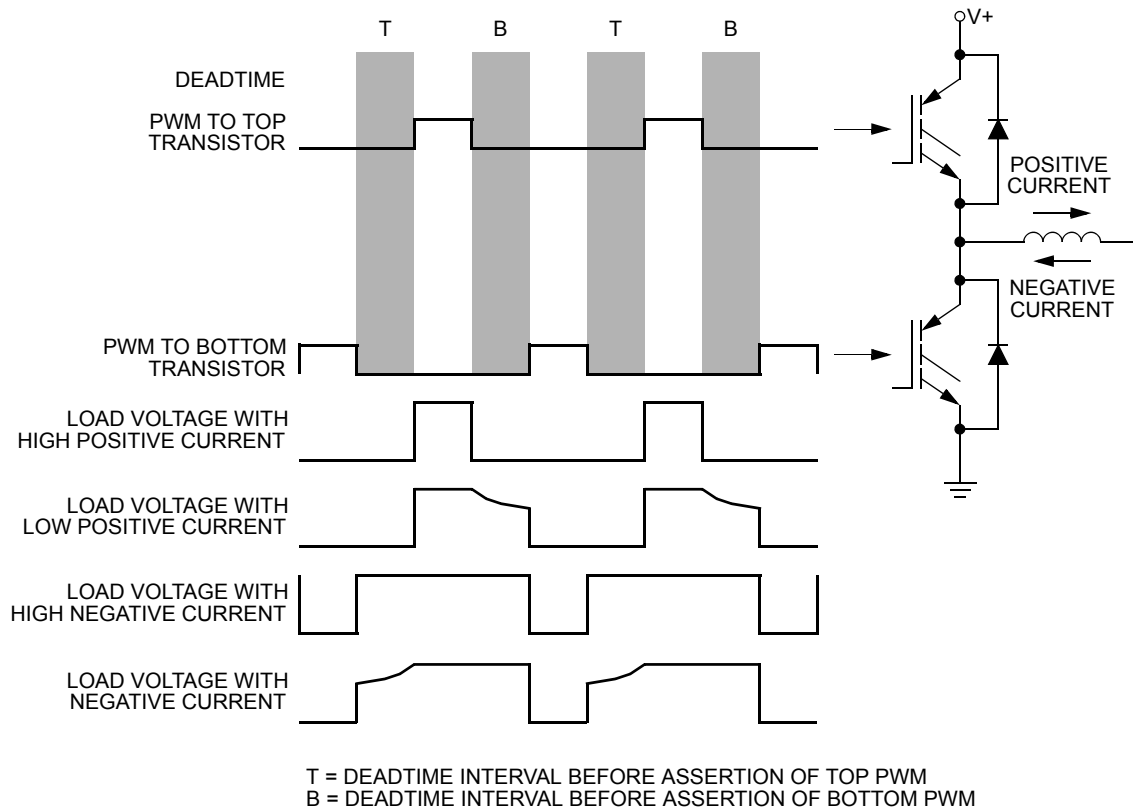 T
B
T
B
V+
DEADTIME
PWM TO TOP
TRANSISTOR
POSITIVE
CURRENT
NEGATIVE
CURRENT
PWM TO BOTTOM
TRANSISTOR
LOAD VOLTAGE WITH
HIGH POSITIVE CURRENT
LOAD VOLTAGE WITH
LOW POSITIVE CURRENT
LOAD VOLTAGE WITH
HIGH NEGATIVE CURRENT
LOAD VOLTAGE WITH
NEGATIVE CURRENT
T = DEADTIME INTERVAL BEFORE ASSERTION OF TOP PWM
B = DEADTIME INTERVAL BEFORE ASSERTION OF BOTTOM PWM